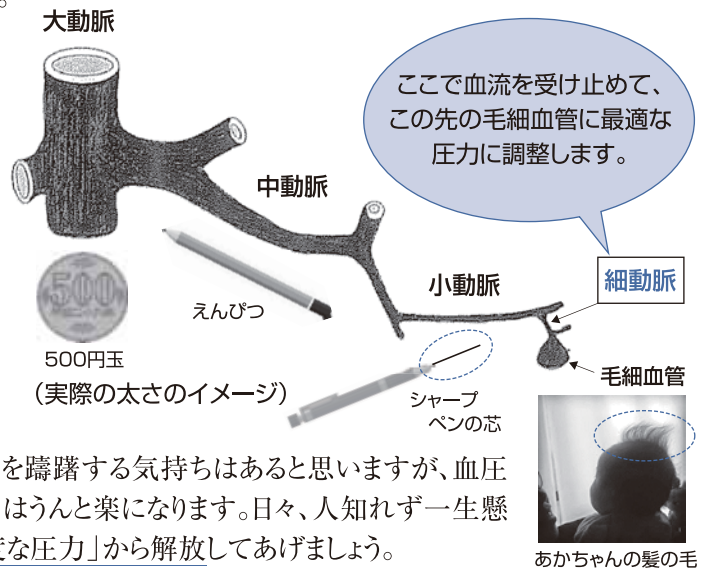 。
大動脈
ここで血流を受け止めて、
この先の毛細血管に最適な
圧力に調整します。
中動脈
小動脈
細動脈
500
えんぴつ
500円玉
(実際の太さのイメージ)
シャープ
ペンの芯
毛細血管
を躊躇する気持ちはあると思いますが、血圧
はうんと楽になります。日々、人知れず一生懸
な圧力」から解放してあげましょう。
あかちゃんの髪の毛